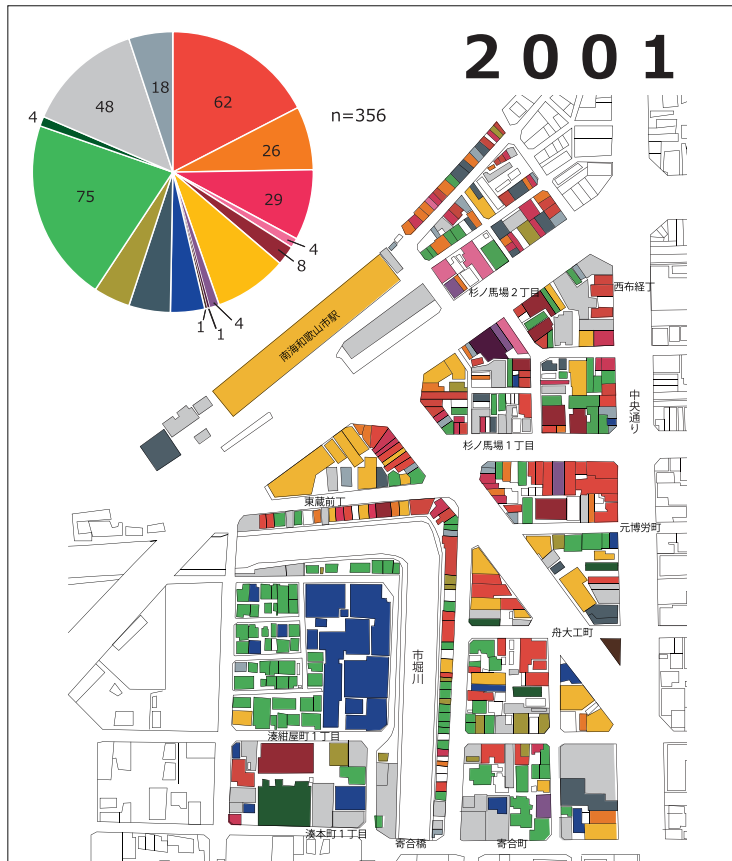 2001
18
62
48
4
n=356
26
75
29
4
8
4
1
1
杉ノ馬場2丁目
西布経丁
南海和歌山市駅
中央通り
杉ノ馬場1丁目
東蔵前丁
元博労町
舟大工町
市堀川
湊紺屋町1丁目
湊本町1丁目
寄合橋
寄合町